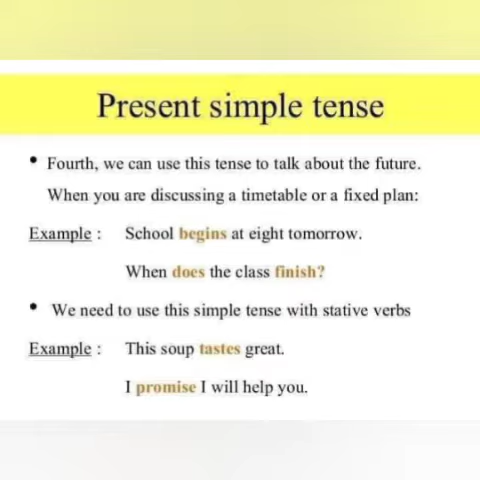 Present simple tense
• Fourth, we can use this tense to talk about the future.
When you are discussing a timetable or a fixed plan:
Example : School begins at eight tomorrow.
When does the class finish?
• We need to use this simple tense with stative verbs
Example : This soup tastes great.
I promise I will help you.